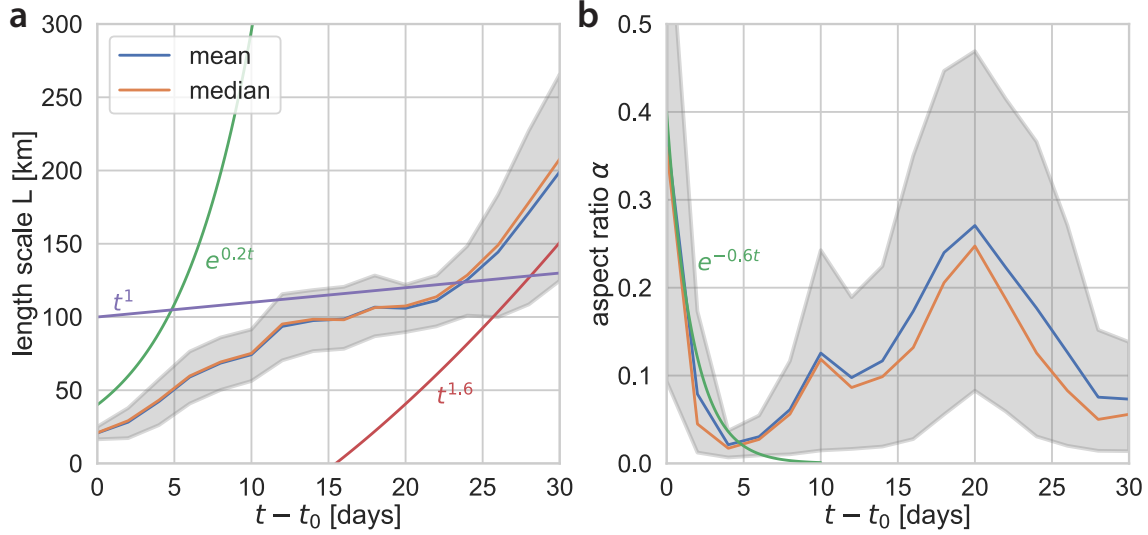 a
length scale L [km]
300
250
200
150
100
50
0
mean
median
e^{0.2t}
t^1
t^{1.6}
0 5 10 15 20 25 30
t − t_0 [days]
b
aspect ratio α
0.5
0.4
0.3
0.2
0.1
0.0
e^{−0.6t}
0 5 10 15 20 25 30
t − t_0 [days]